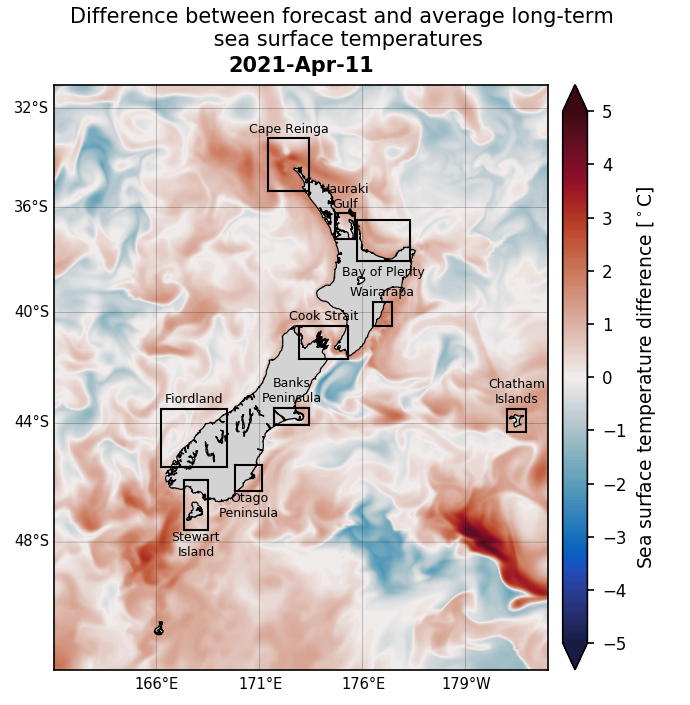 Difference between forecast and average long-term
sea surface temperatures
2021-Apr-11
32°S
36°S
40°S
44°S
48°S
166°E
171°E
176°E
179°W
Cape Reinga
Hauraki
Gulf
Bay of Plenty
Wairarapa
Cook Strait
Banks
Peninsula
Chatham
Islands
Fiordland
Otago
Peninsula
Stewart
Island
5
4
3
2
1
0
−1
−2
−3
−4
−5
Sea surface temperature difference [°C]